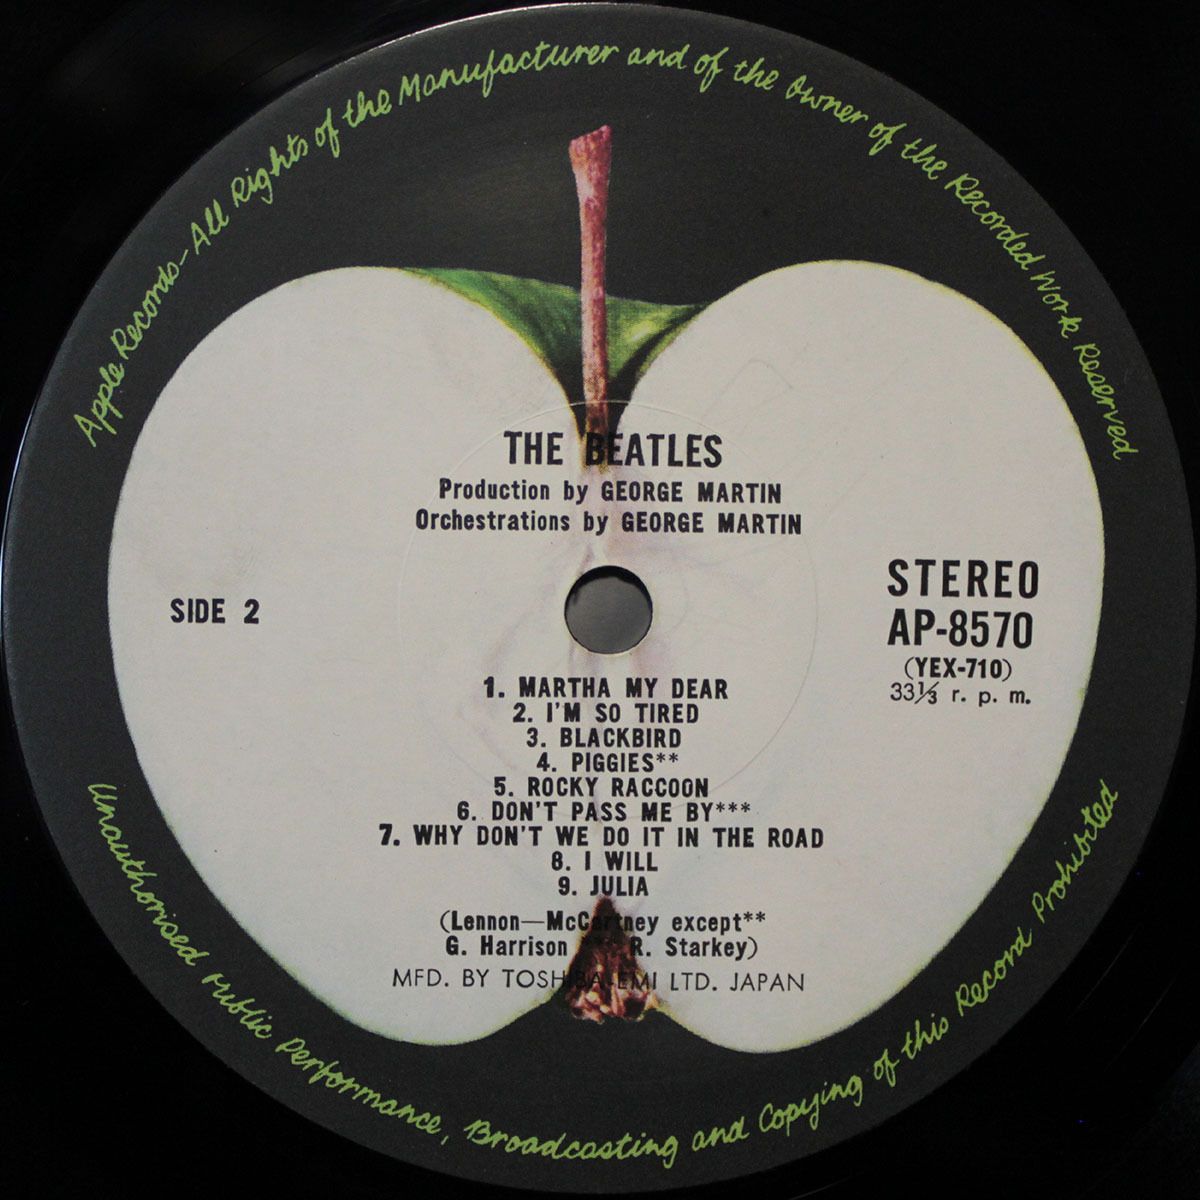 Apple Records—All Rights of the Manufacturer and of the Owner of the Recorded Work Reserved
THE BEATLES
Production by GEORGE MARTIN
Orchestrations by GEORGE MARTIN
SIDE 2
STEREO
AP-8570
(YEX-710)
33⅓ r. p. m.
1. MARTHA MY DEAR
2. I'M SO TIRED
3. BLACKBIRD
4. PIGGIES**
5. ROCKY RACCOON
6. DON'T PASS ME BY***
7. WHY DON'T WE DO IT IN THE ROAD
8. I WILL
9. JULIA
(Lennon—McCartney except**
G. Harrison R. Starkey)
MFD. BY TOSHIBA-EMI LTD. JAPAN
Unauthorised Public Performance, Broadcasting and Copying of this Record Prohibited